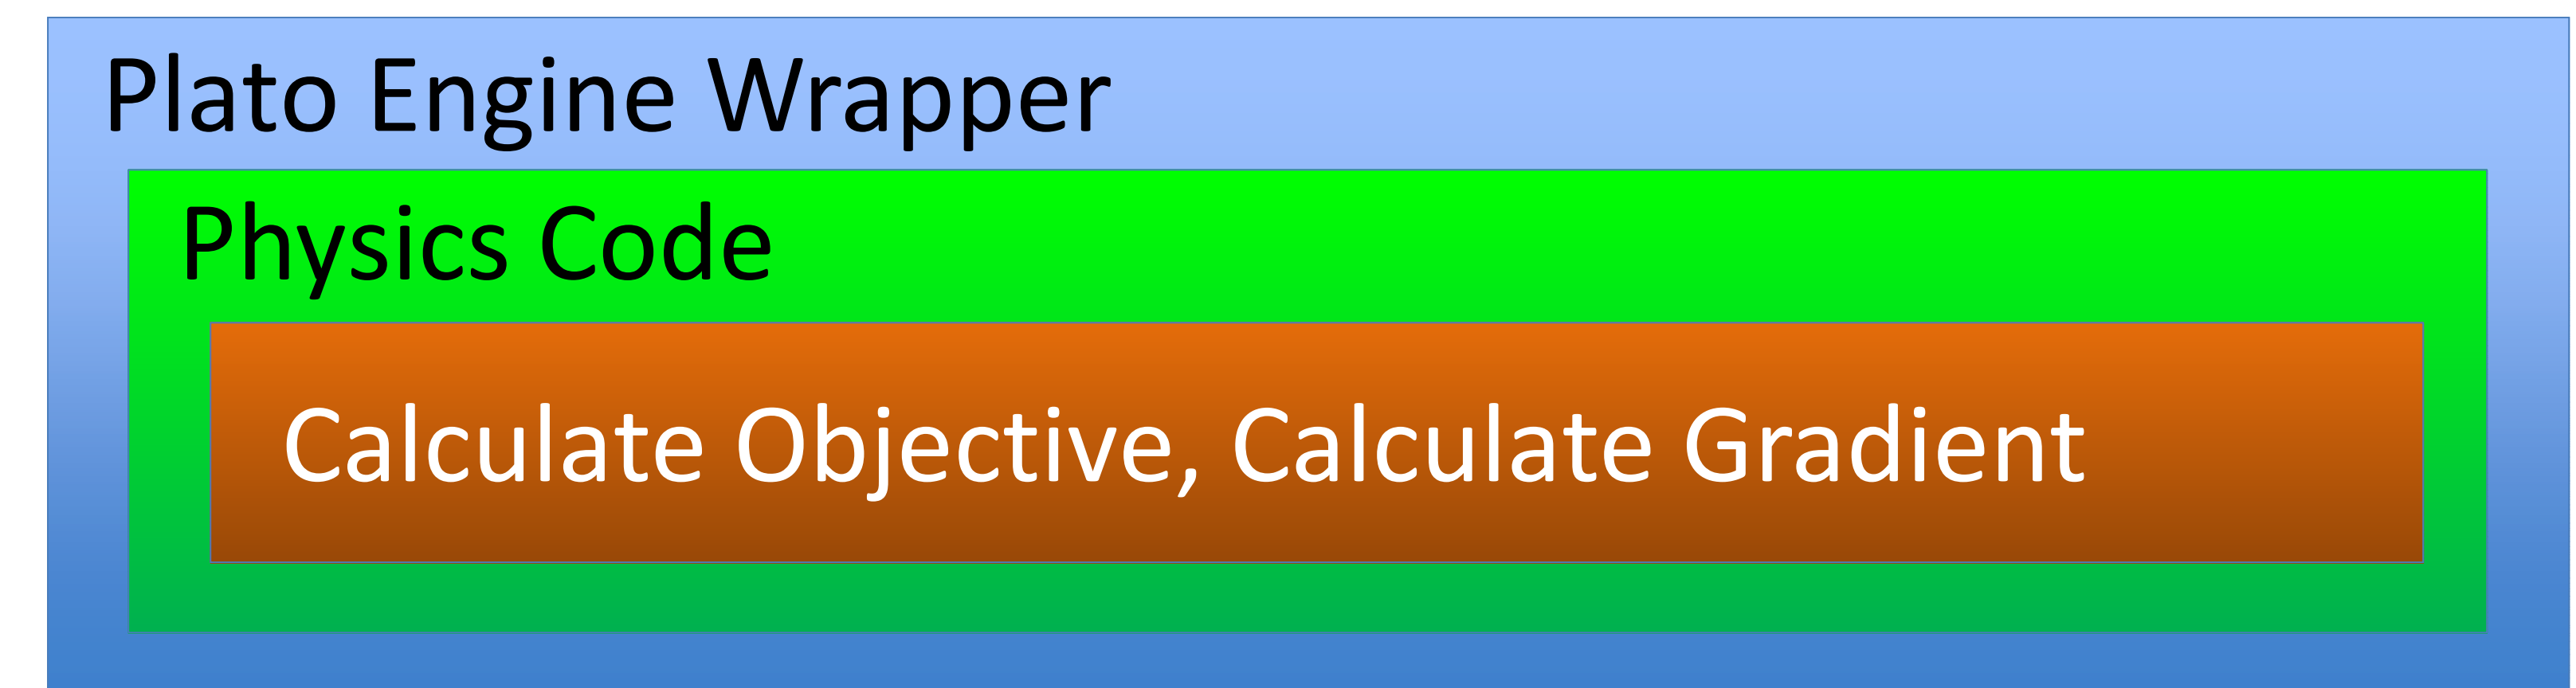 Plato Engine Wrapper
Physics Code
Calculate Objective, Calculate Gradient